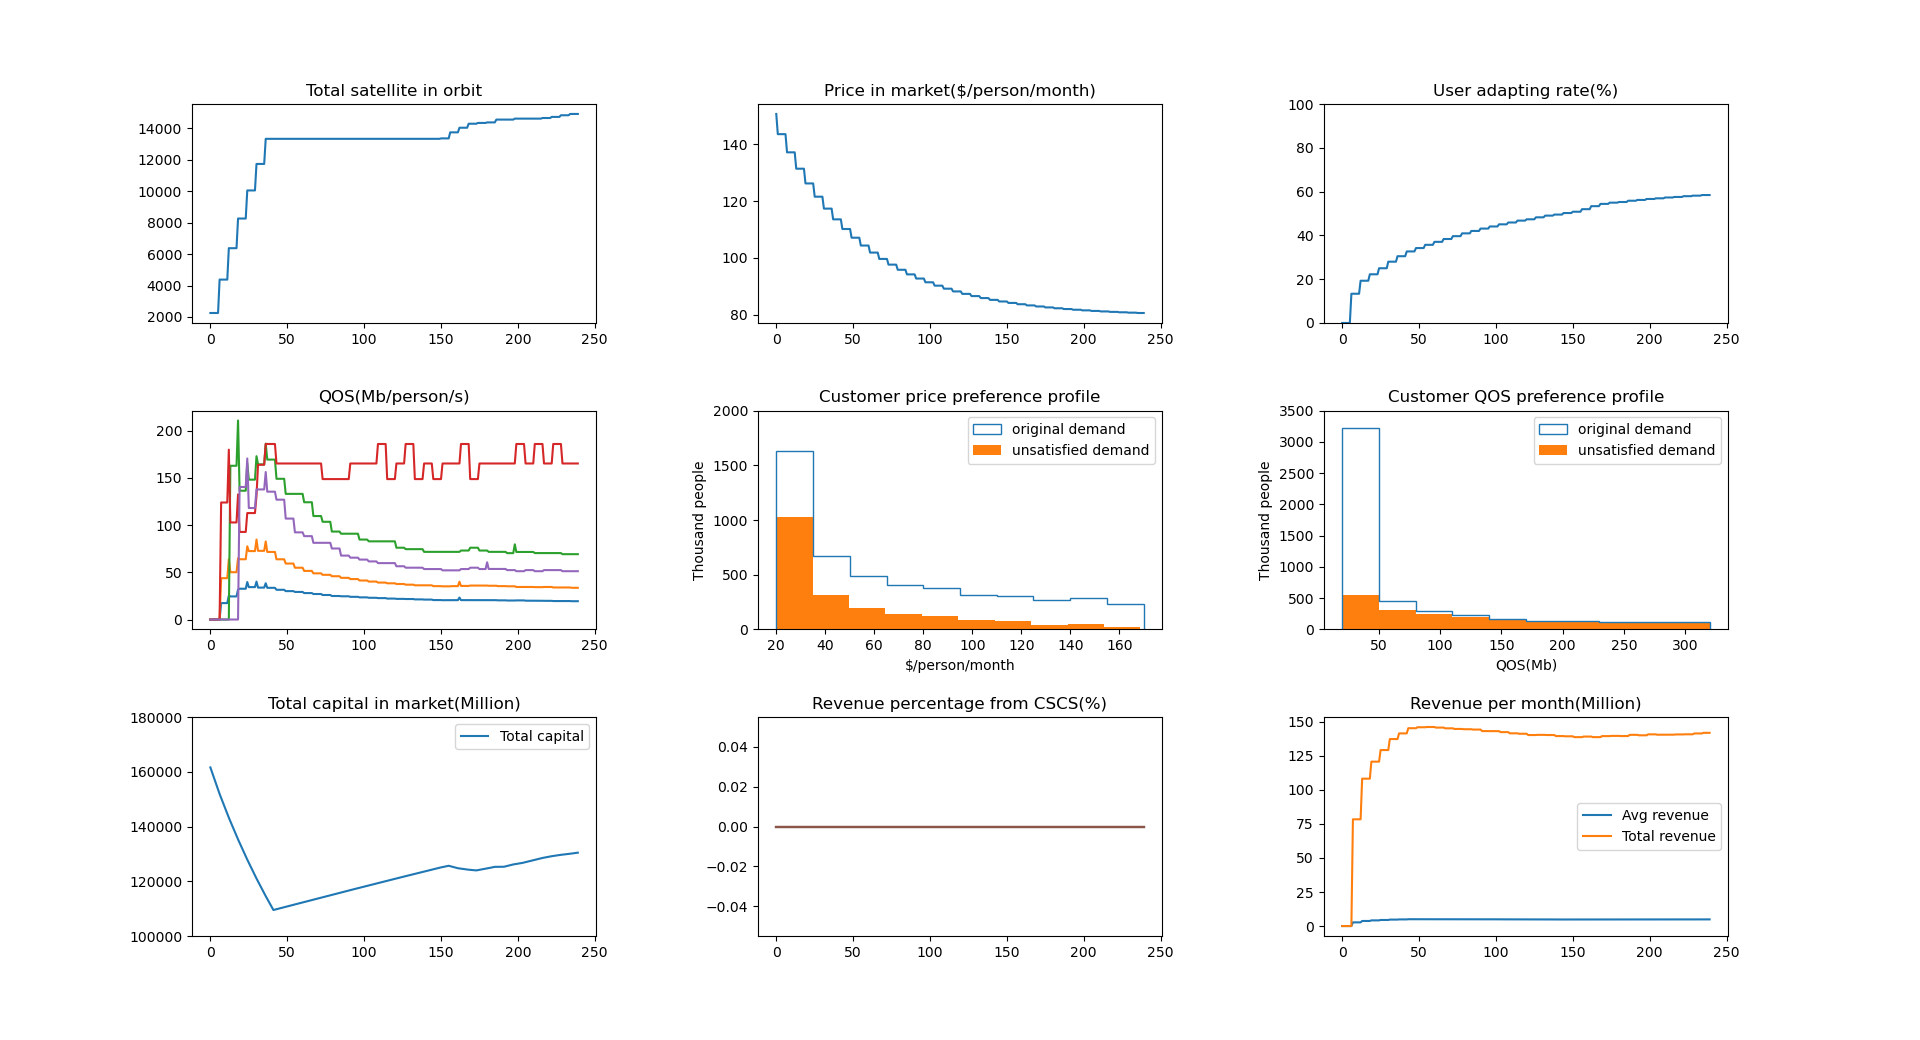 Total satellite in orbit
14000
12000
10000
8000
6000
4000
2000
0 50 100 150 200 250
Price in market($/person/month)
140
120
100
80
0 50 100 150 200 250
User adapting rate(%)
100
80
60
40
20
0
0 50 100 150 200 250
QOS(Mb/person/s)
200
150
100
50
0
0 50 100 150 200 250
Customer price preference profile
Thousand people
2000
1500
1000
500
0
original demand
unsatisfied demand
20 40 60 80 100 120 140 160
$/person/month
Customer QOS preference profile
Thousand people
3500
3000
2500
2000
1500
1000
500
0
original demand
unsatisfied demand
50 100 150 200 250 300
QOS(Mb)
Total capital in market(Million)
180000
160000
140000
120000
100000
Total capital
0 50 100 150 200 250
Revenue percentage from CSCS(%)
0.04
0.02
0.00
−0.02
−0.04
0 50 100 150 200 250
Revenue per month(Million)
150
125
100
75
50
25
0
Avg revenue
Total revenue
0 50 100 150 200 250